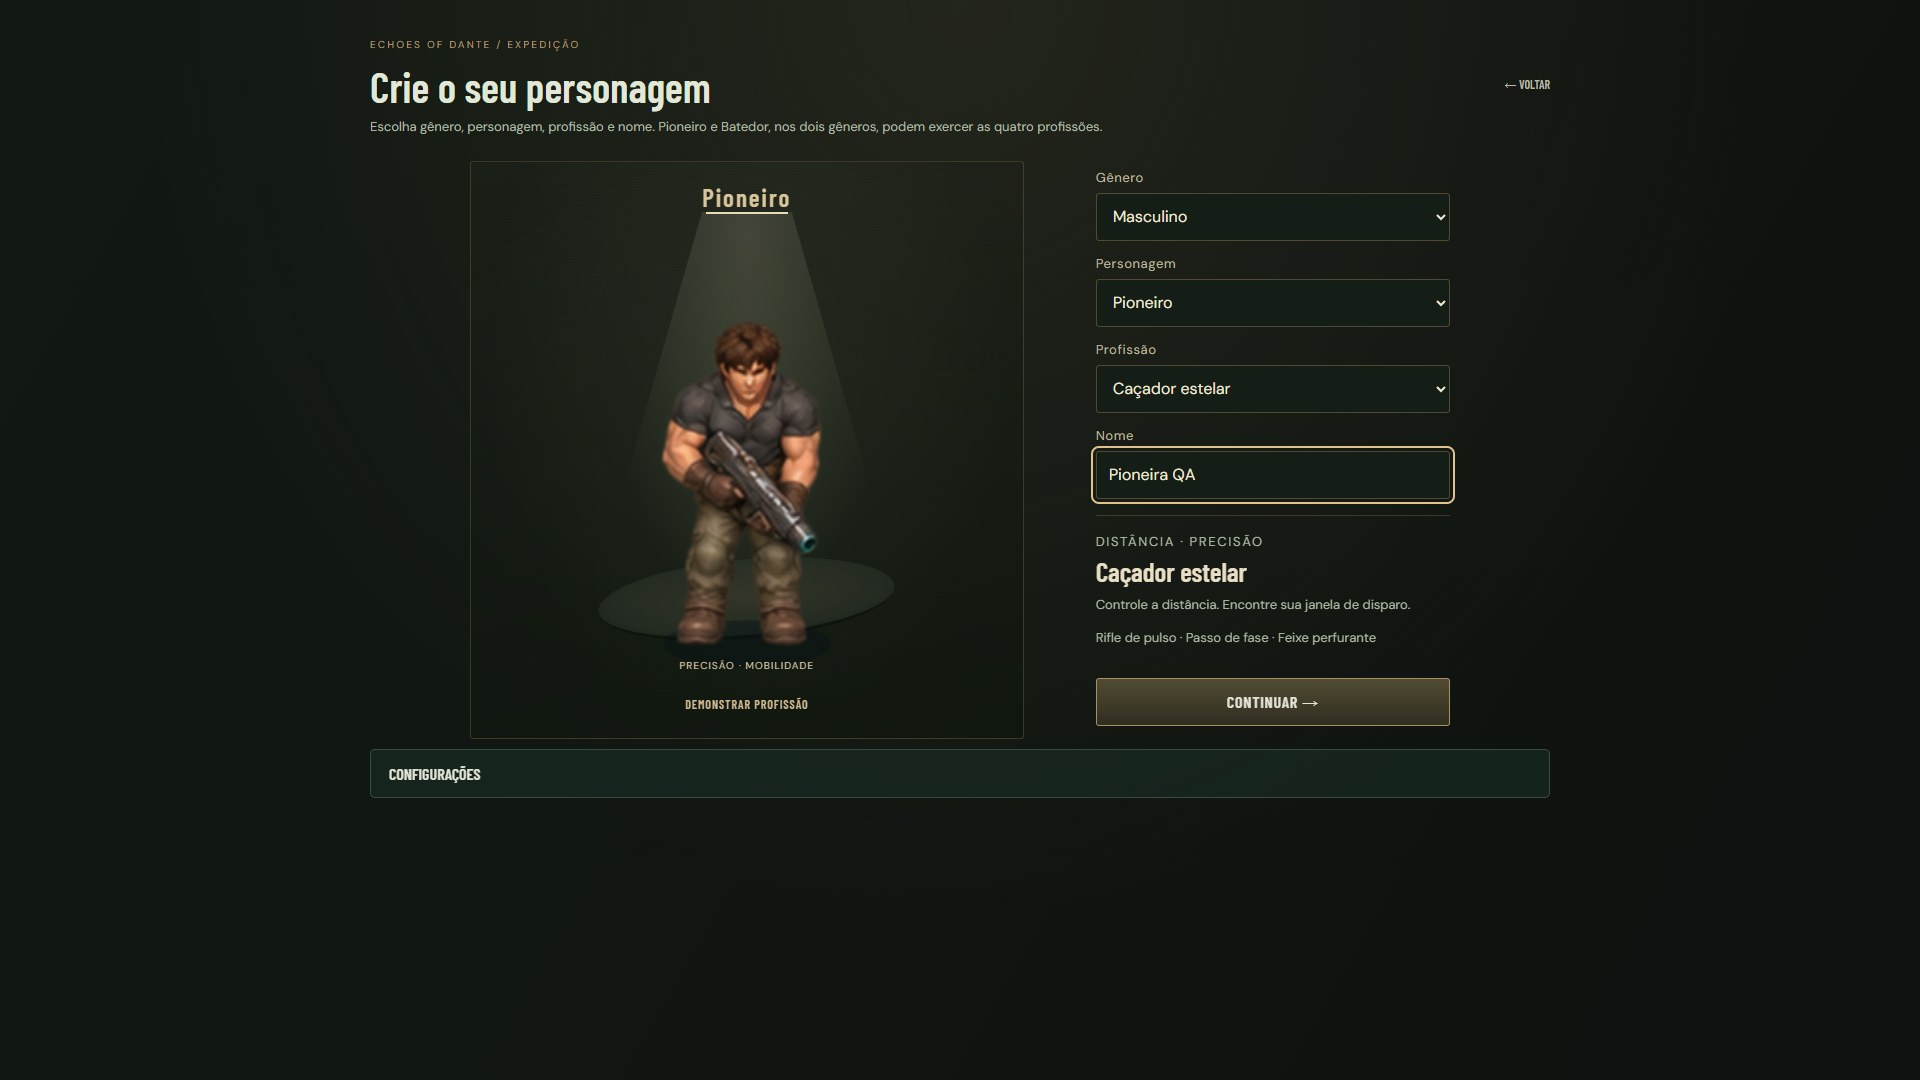 ECHOES OF DANTE / EXPEDIÇÃO
Crie o seu personagem
← VOLTAR
Escolha gênero, personagem, profissão e nome. Pioneiro e Batedor, nos dois gêneros, podem exercer as quatro profissões.
Pioneiro
PRECISÃO · MOBILIDADE
DEMONSTRAR PROFISSÃO
Gênero
Masculino
Personagem
Pioneiro
Profissão
Caçador estelar
Nome
Pioneira QA
DISTÂNCIA · PRECISÃO
Caçador estelar
Controle a distância. Encontre sua janela de disparo.
Rifle de pulso · Passo de fase · Feixe perfurante
CONTINUAR →
CONFIGURAÇÕES